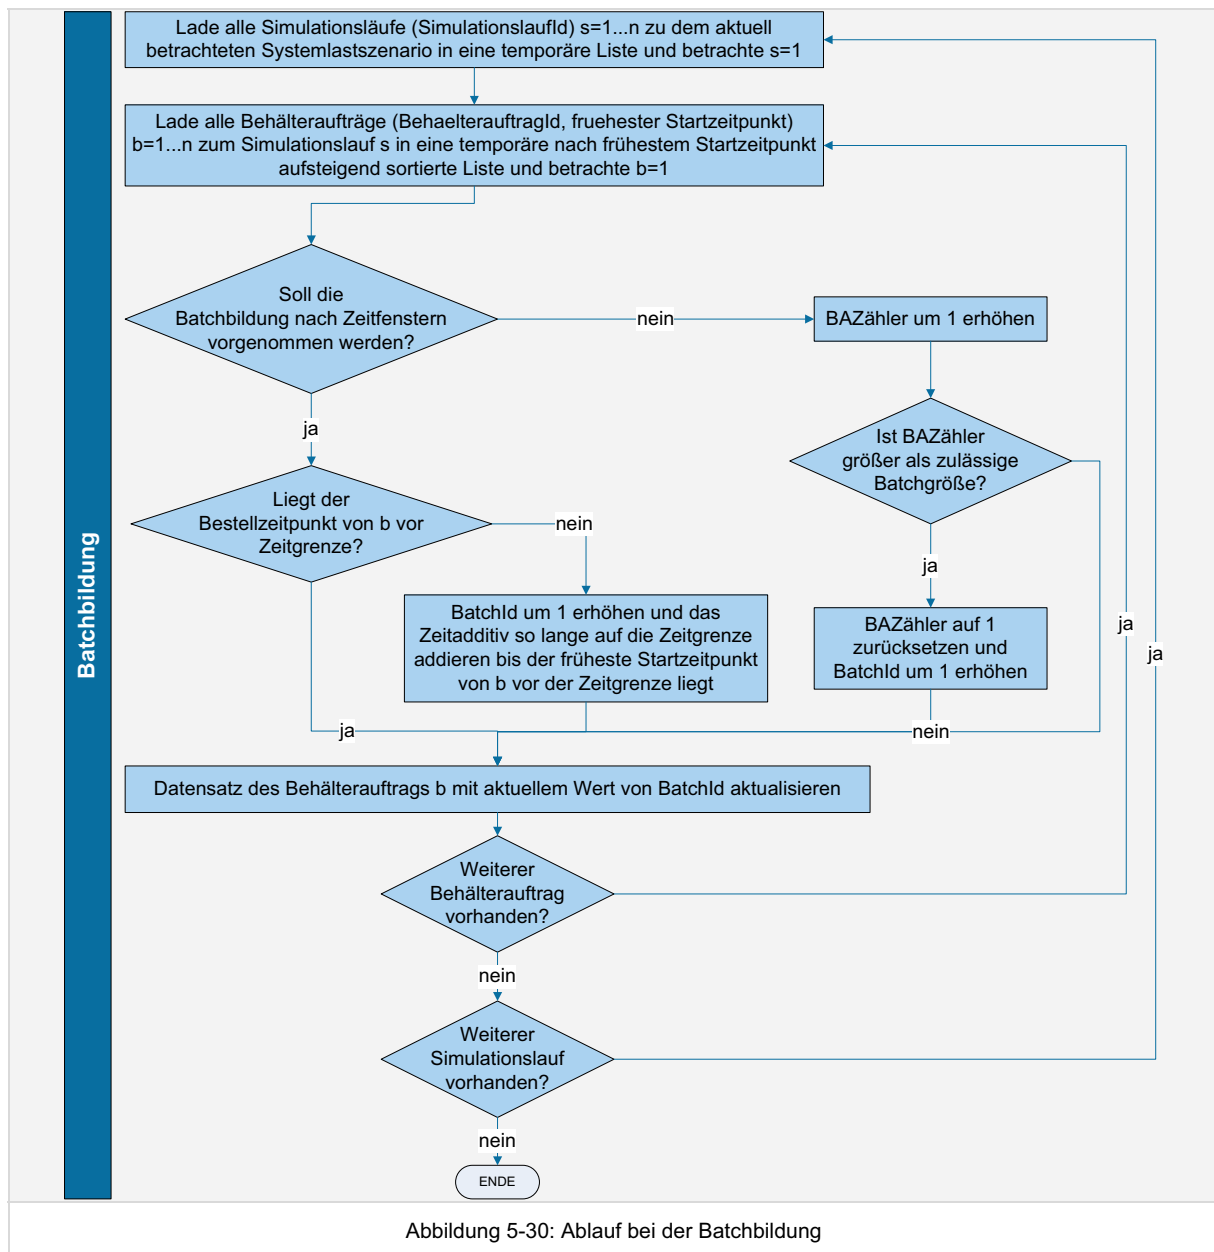 Batchbildung
Lade alle Simulationsläufe (SimulationslaufId) s=1...n zu dem aktuell
betrachteten Systemlastszenario in eine temporäre Liste und betrachte s=1
Lade alle Behälteraufträge (BehaelterauftragId, fruehester Startzeitpunkt)
b=1...n zum Simulationslauf s in eine temporäre nach frühestem Startzeitpunkt
aufsteigend sortierte Liste und betrachte b=1
Soll die
Batchbildung nach Zeitfenstern
vorgenommen werden?
nein
BAZähler um 1 erhöhen
ja
Ist BAZähler
größer als zulässige
Batchgröße?
Liegt der
Bestellzeitpunkt von b vor
Zeitgrenze?
nein
ja
BatchId um 1 erhöhen und das
Zeitadditiv so lange auf die Zeitgrenze
addieren bis der früheste Startzeitpunkt
von b vor der Zeitgrenze liegt
BAZähler auf 1
zurücksetzen und
BatchId um 1 erhöhen
ja
ja
ja
nein
Datensatz des Behälterauftrags b mit aktuellem Wert von BatchId aktualisieren
Weiterer
Behälterauftrag
vorhanden?
nein
Weiterer
Simulationslauf
vorhanden?
nein
ENDE
Abbildung 5-30: Ablauf bei der Batchbildung